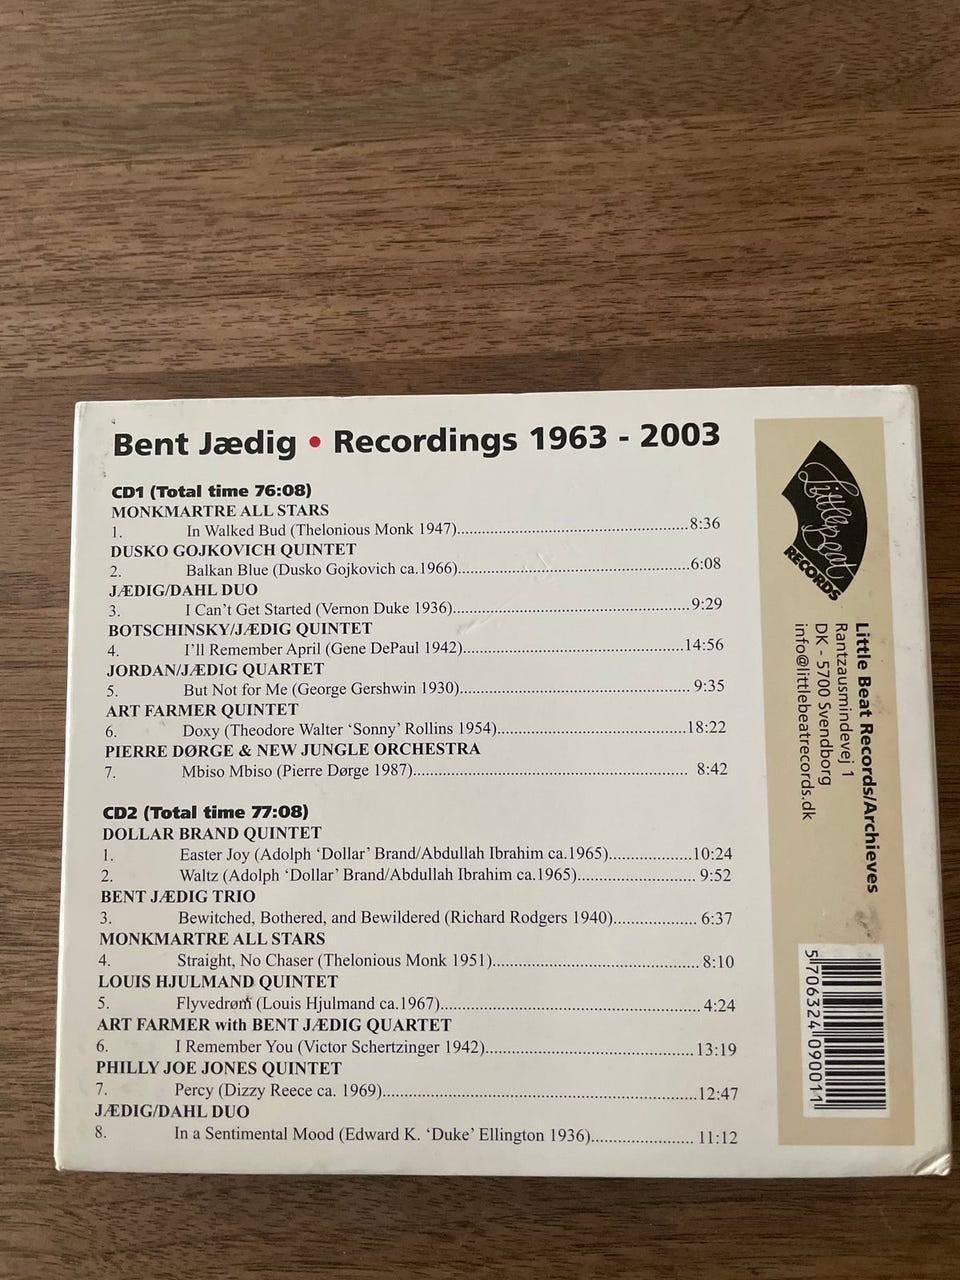 Bent Jædig • Recordings 1963 - 2003
CD1 (Total time 76:08)
MONKMARTRE ALL STARS
1. In Walked Bud (Thelonious Monk 1947)..........8:36
DUSKO GOJKOVICH QUINTET
2. Balkan Blue (Dusko Gojkovich ca.1966)..........6:08
JÆDIG/DAHL DUO
3. I Can't Get Started (Vernon Duke 1936)..........9:29
BOTSCHINSKY/JÆDIG QUINTET
4. I'll Remember April (Gene DePaul 1942)..........14:56
JORDAN/JÆDIG QUARTET
5. But Not for Me (George Gershwin 1930)..........9:35
ART FARMER QUINTET
6. Doxy (Theodore Walter 'Sonny' Rollins 1954)..........18:22
PIERRE DØRGE & NEW JUNGLE ORCHESTRA
7. Mbiso Mbiso (Pierre Dørge 1987)..........8:42
CD2 (Total time 77:08)
DOLLAR BRAND QUINTET
1. Easter Joy (Adolph 'Dollar' Brand/Abdullah Ibrahim ca.1965)..........10:24
2. Waltz (Adolph 'Dollar' Brand/Abdullah Ibrahim ca.1965)..........9:52
BENT JÆDIG TRIO
3. Bewitched, Bothered, and Bewildered (Richard Rodgers 1940)..........6:37
MONKMARTRE ALL STARS
4. Straight, No Chaser (Thelonious Monk 1951)..........8:10
LOUIS HJULMAND QUINTET
5. Flyvedrøm (Louis Hjulmand ca.1967)..........4:24
ART FARMER with BENT JÆDIG QUARTET
6. I Remember You (Victor Schertzinger 1942)..........13:19
PHILLY JOE JONES QUINTET
7. Percy (Dizzy Reece ca. 1969)..........12:47
JÆDIG/DAHL DUO
8. In a Sentimental Mood (Edward K. 'Duke' Ellington 1936)..........11:12
Little Beat
RECORDS
Little Beat Records/Archieves
Rantzausmindevej 1
DK - 5700 Svendborg
info@littlebeatrecords.dk
5 706324 090011